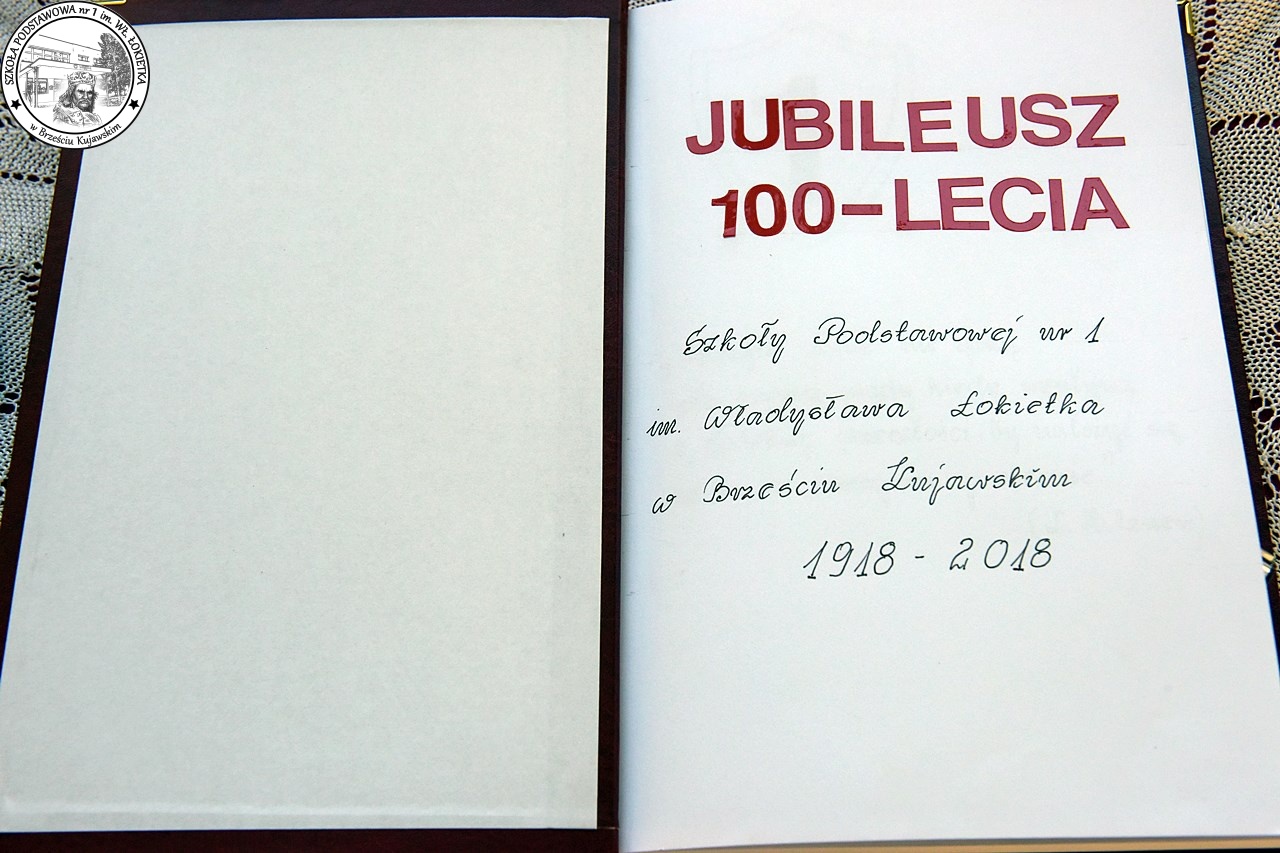 SZKOŁA PODSTAWOWA nr 1 im. WŁ. ŁOKIETKA
w Brześciu Kujawskim
JUBILEUSZ
100-LECIA
Szkoły Podstawowej nr 1
im. Władysława Łokietka
w Brześciu Kujawskim
1918 - 2018